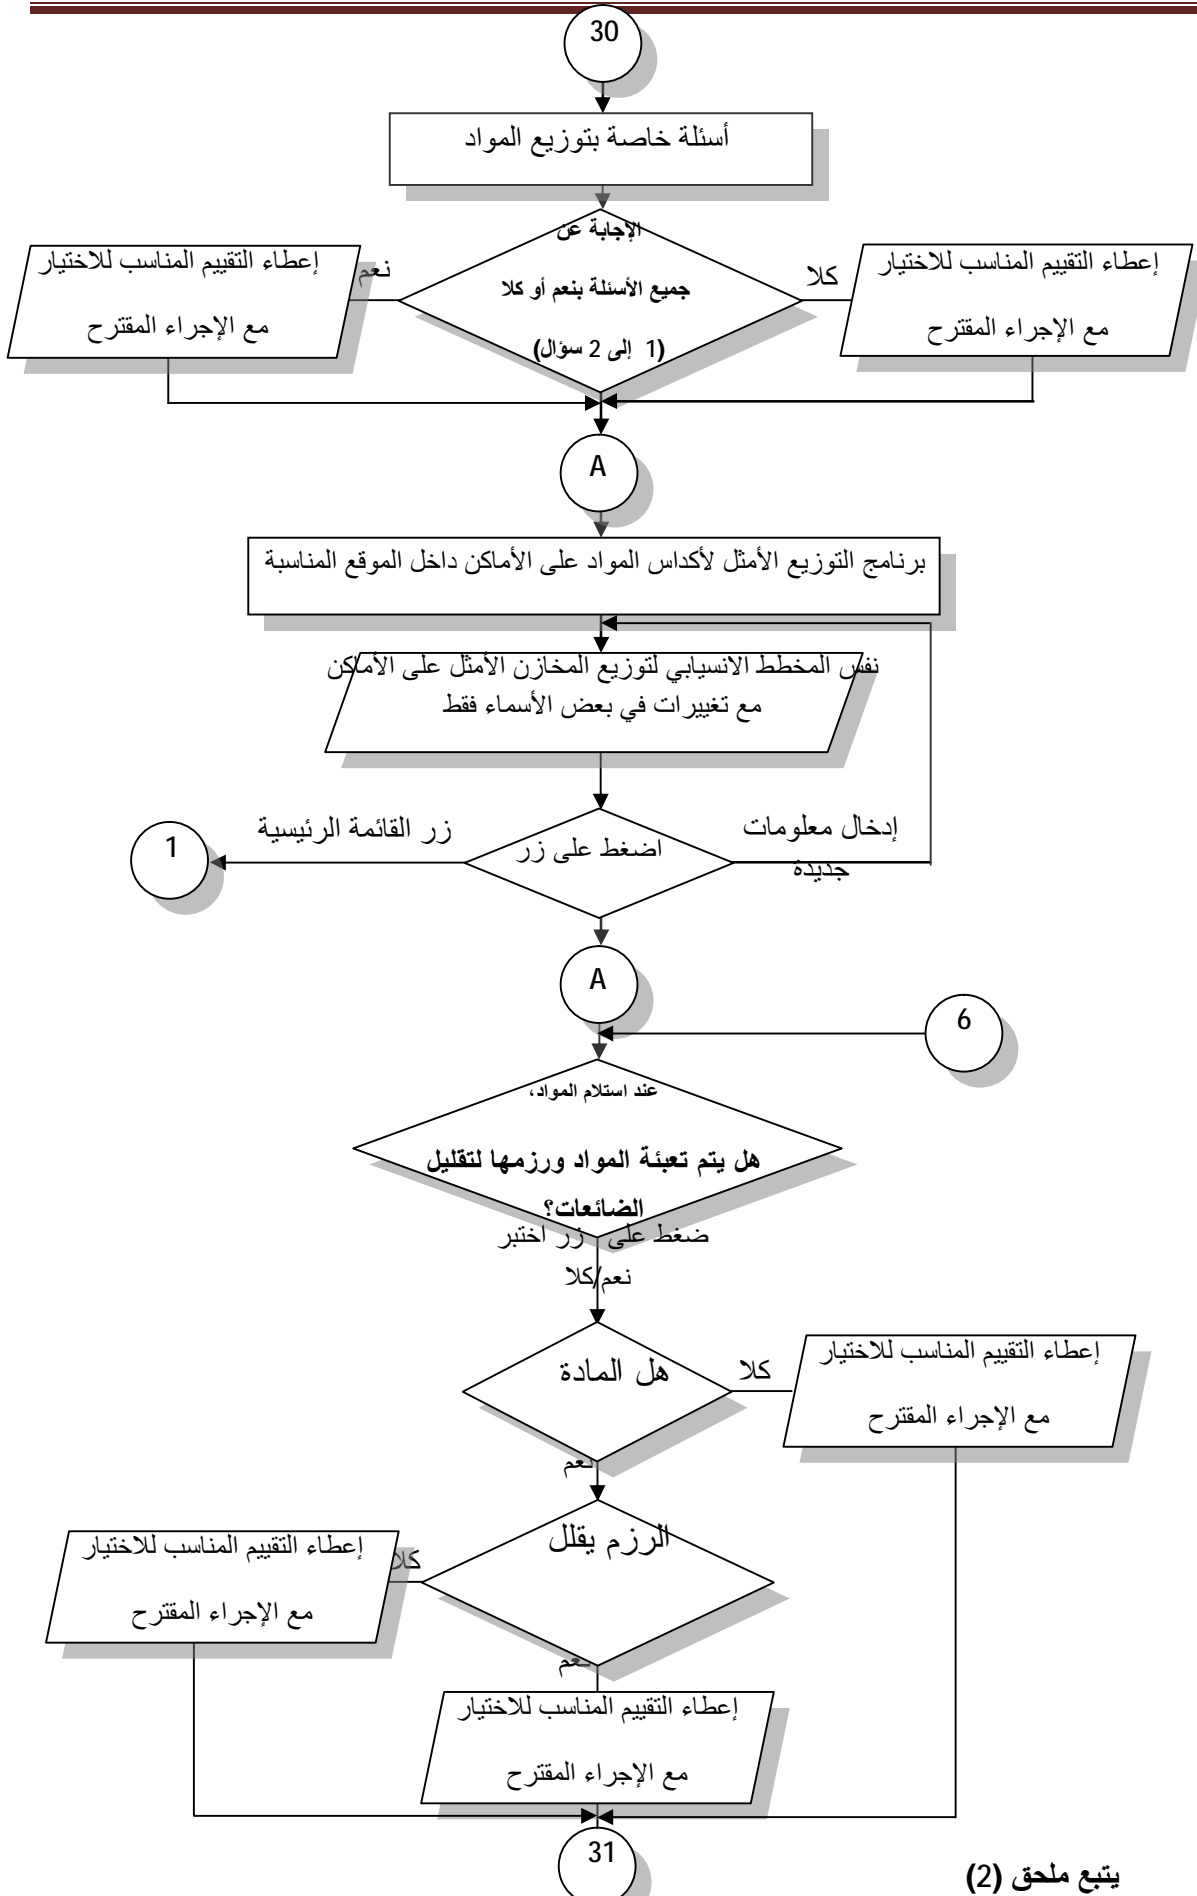 30
أسئلة خاصة بتوزيع المواد
الإجابة عن
جميع الأسئلة بنعم أو كلا
(1 إلى 2 سؤال)
كلا
إعطاء التقييم المناسب للاختيار
مع الإجراء المقترح
نعم
إعطاء التقييم المناسب للاختيار
مع الإجراء المقترح
A
برنامج التوزيع الأمثل لأكداس المواد على الأماكن داخل الموقع المناسبة
نفس المخطط الانسيابي لتوزيع المخازن الأمثل على الأماكن
مع تغييرات في بعض الأسماء فقط
اضغط على زر
إدخال معلومات
جديدة
زر القائمة الرئيسية
1
A
6
عند استلام المواد،
هل يتم تعبئة المواد ورزمها لتقليل
الضائعات؟
ضغط على زر اختبر
نعم/كلا
هل المادة
كلا
إعطاء التقييم المناسب للاختيار
مع الإجراء المقترح
نعم
الرزم يقلل
كلا
إعطاء التقييم المناسب للاختيار
مع الإجراء المقترح
نعم
إعطاء التقييم المناسب للاختيار
مع الإجراء المقترح
31
يتبع ملحق (2)